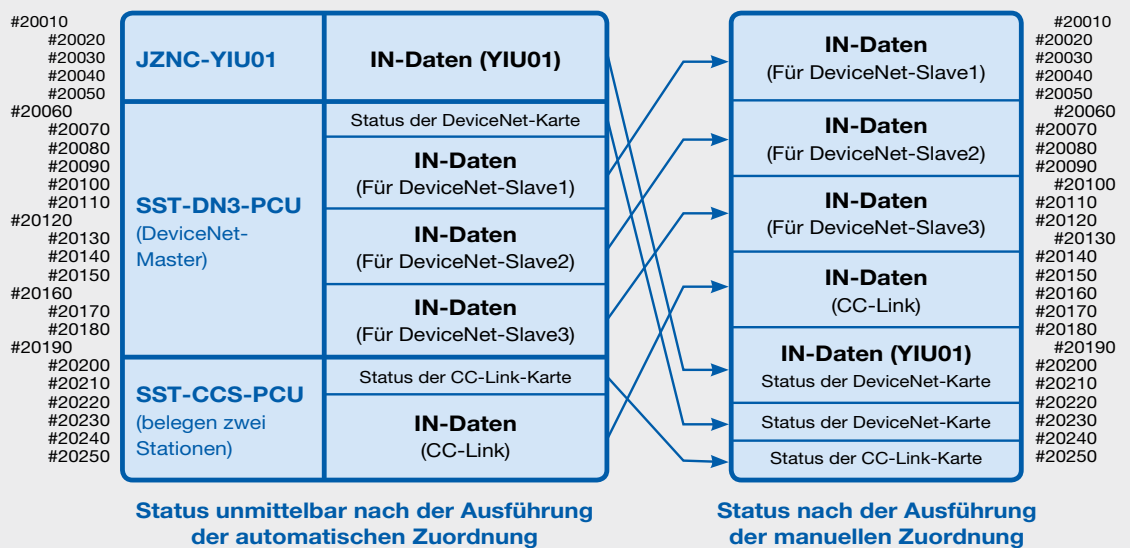 #20010
#20020
#20030
#20040
#20050
#20060
#20070
#20080
#20090
#20100
#20110
#20120
#20130
#20140
#20150
#20160
#20170
#20180
#20190
#20200
#20210
#20220
#20230
#20240
#20250
JZNC-YIU01
IN-Daten (YIU01)
SST-DN3-PCU
(DeviceNet-
Master)
Status der DeviceNet-Karte
IN-Daten
(Für DeviceNet-Slave1)
IN-Daten
(Für DeviceNet-Slave2)
IN-Daten
(Für DeviceNet-Slave3)
SST-CCS-PCU
(belegen zwei
Stationen)
Status der CC-Link-Karte
IN-Daten
(CC-Link)
Status unmittelbar nach der Ausführung
der automatischen Zuordnung
IN-Daten
(Für DeviceNet-Slave1)
IN-Daten
(Für DeviceNet-Slave2)
IN-Daten
(Für DeviceNet-Slave3)
IN-Daten
(CC-Link)
IN-Daten (YIU01)
Status der DeviceNet-Karte
Status der DeviceNet-Karte
Status der CC-Link-Karte
#20010
#20020
#20030
#20040
#20050
#20060
#20070
#20080
#20090
#20100
#20110
#20120
#20130
#20140
#20150
#20160
#20170
#20180
#20190
#20200
#20210
#20220
#20230
#20240
#20250
Status nach der Ausführung
der manuellen Zuordnung